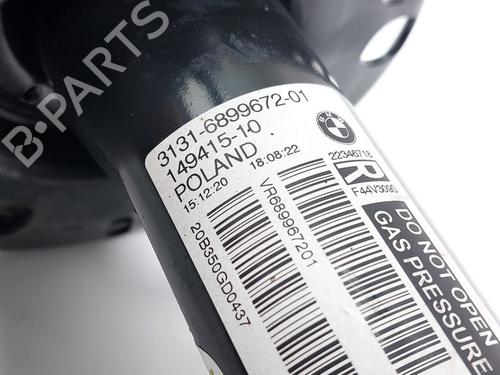 B-PARTS
3131-6899672-01
149415-10
POLAND
15:12:20 18:08:22
20B350GD0437
VR689967201
BMW
22346718
R
DO NOT OPEN
GAS PRESSURE